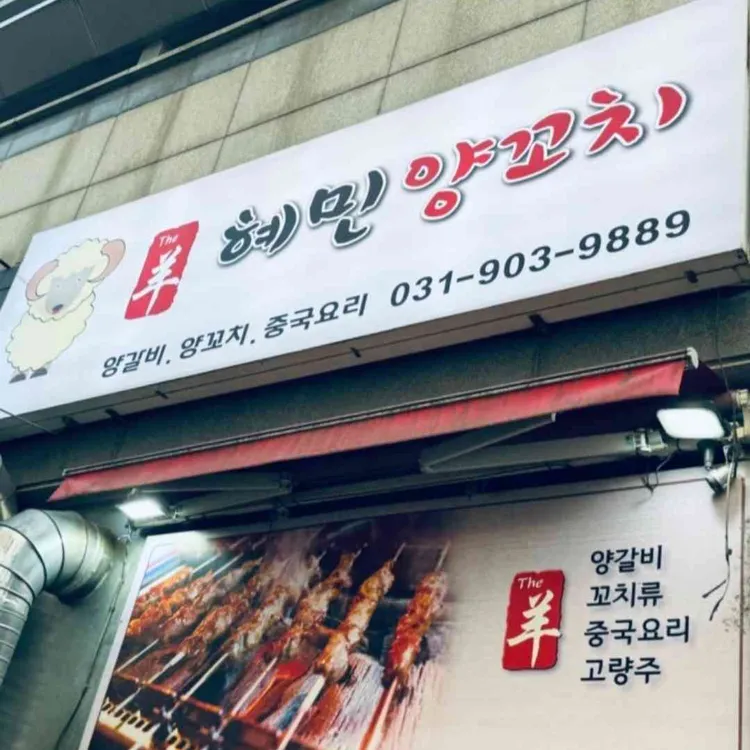 The
羊
혜민양꼬치
양갈비. 양꼬치. 중국요리 031-903-9889
The
羊
양갈비
꼬치류
중국요리
고량주